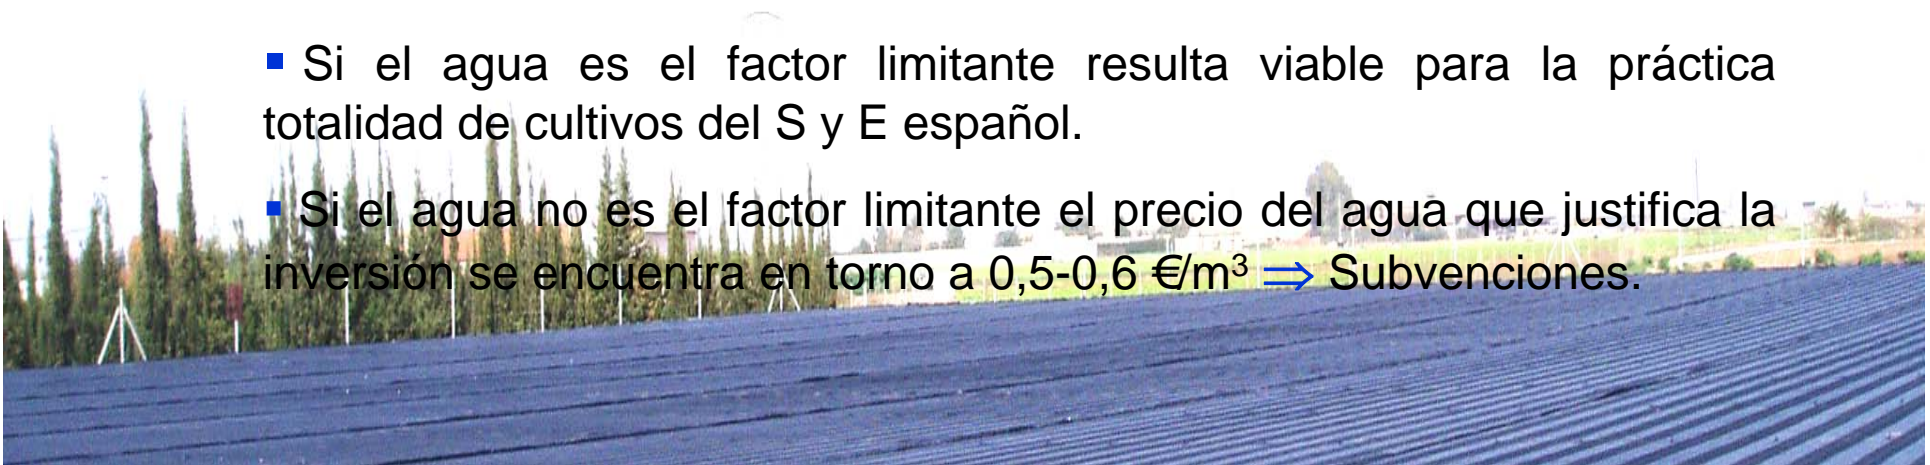 ▪ Si el agua es el factor limitante resulta viable para la práctica
totalidad de cultivos del S y E español.
▪ Si el agua no es el factor limitante el precio del agua que justifica la
inversión se encuentra en torno a 0,5-0,6 €/m³ ⇒ Subvenciones.